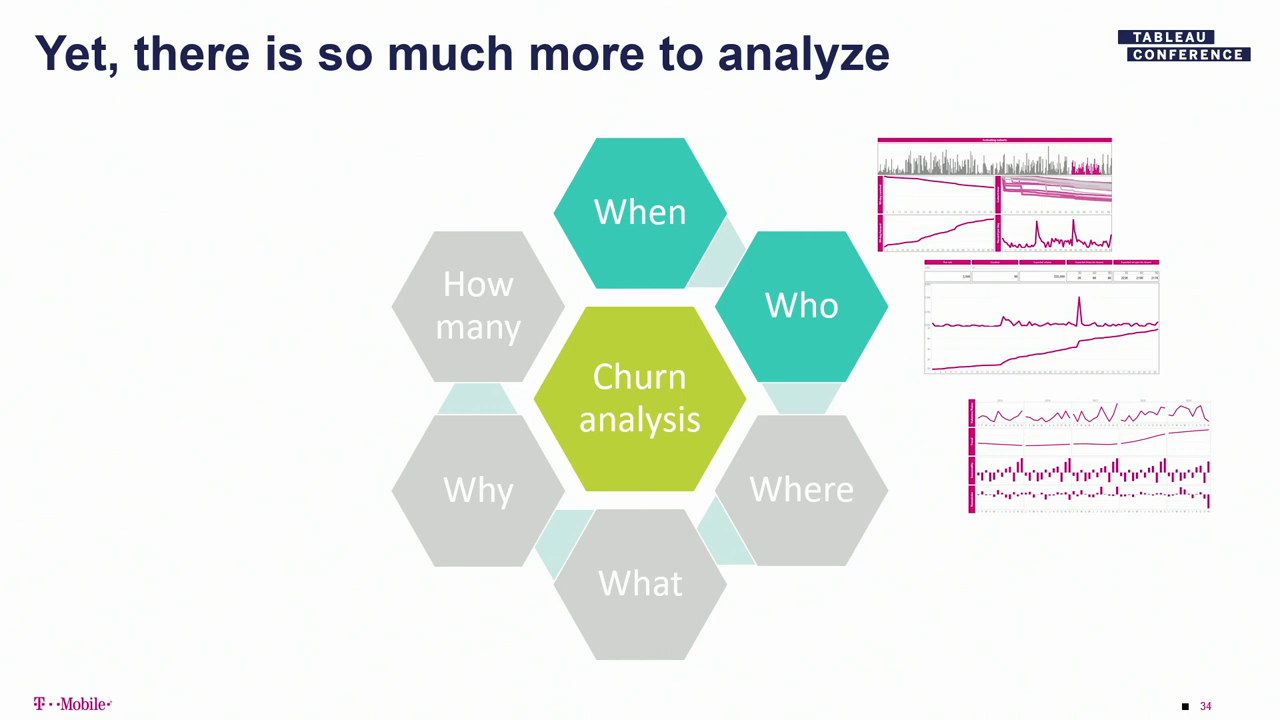 Yet, there is so much more to analyze
TABLEAU
CONFERENCE
When
Who
How
many
Churn
analysis
Why
Where
What
T··Mobile·
34